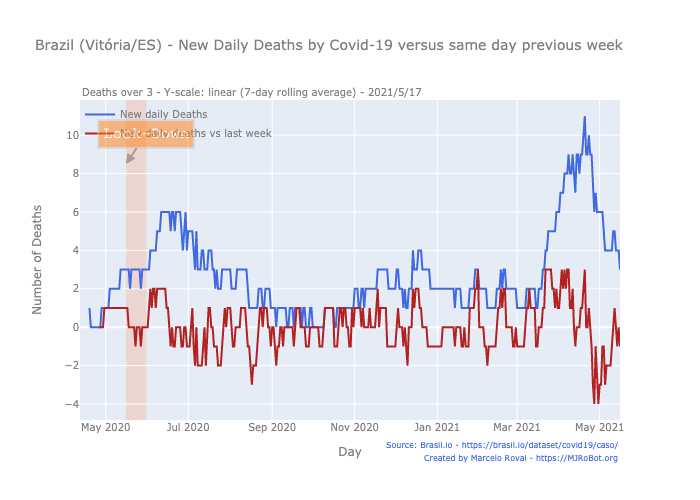 Brazil (Vitória/ES) - New Daily Deaths by Covid-19 versus same day previous week
Deaths over 3 - Y-scale: linear (7-day rolling average) - 2021/5/17
New daily Deaths
Lock-Down
New daily deaths vs last week
10
8
6
4
2
0
−2
−4
Number of Deaths
May 2020
Jul 2020
Sep 2020
Nov 2020
Jan 2021
Mar 2021
May 2021
Day
Source: Brasil.io - https://brasil.io/dataset/covid19/caso/
Created by Marcelo Rovai - https://MJRoBot.org